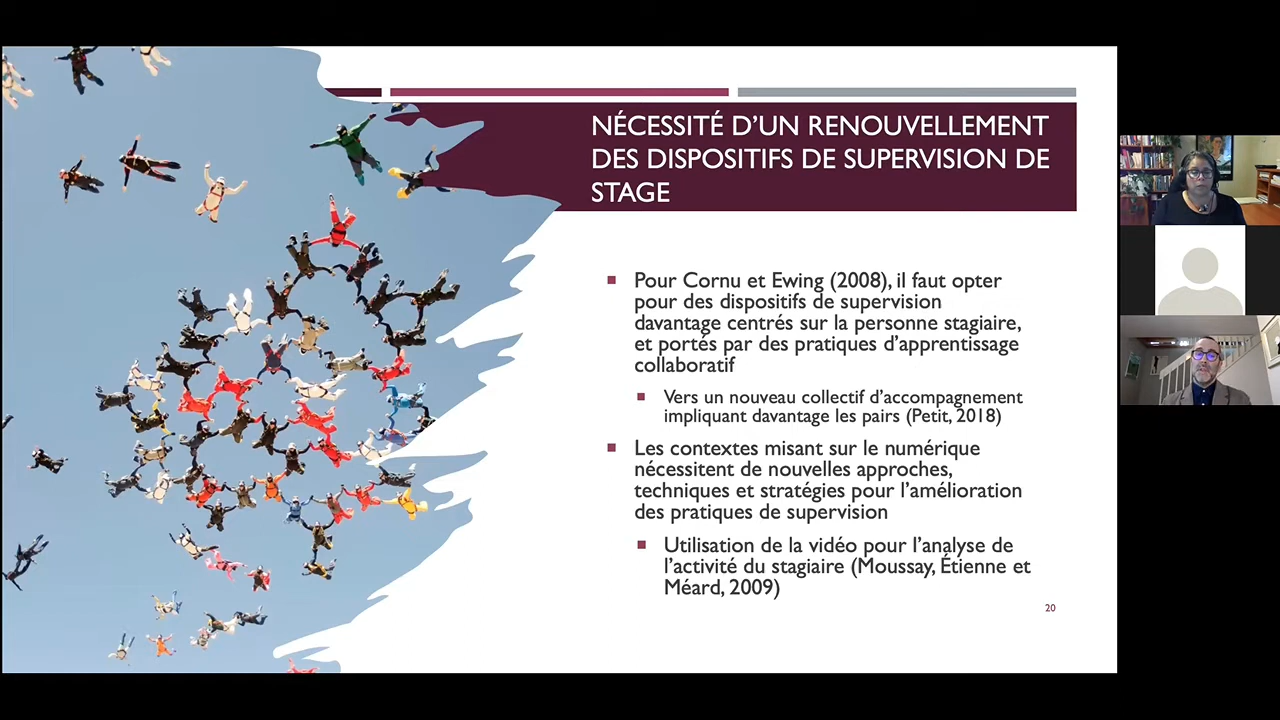 NÉCESSITÉ D’UN RENOUVELLEMENT
DES DISPOSITIFS DE SUPERVISION DE
STAGE
Pour Cornu et Ewing (2008), il faut opter
pour des dispositifs de supervision
davantage centrés sur la personne stagiaire,
et portés par des pratiques d’apprentissage
collaboratif
Vers un nouveau collectif d’accompagnement
impliquant davantage les pairs (Petit, 2018)
Les contextes misant sur le numérique
nécessitent de nouvelles approches,
techniques et stratégies pour l’amélioration
des pratiques de supervision
Utilisation de la vidéo pour l’analyse de
l’activité du stagiaire (Moussay, Étienne et
Méard, 2009)
20